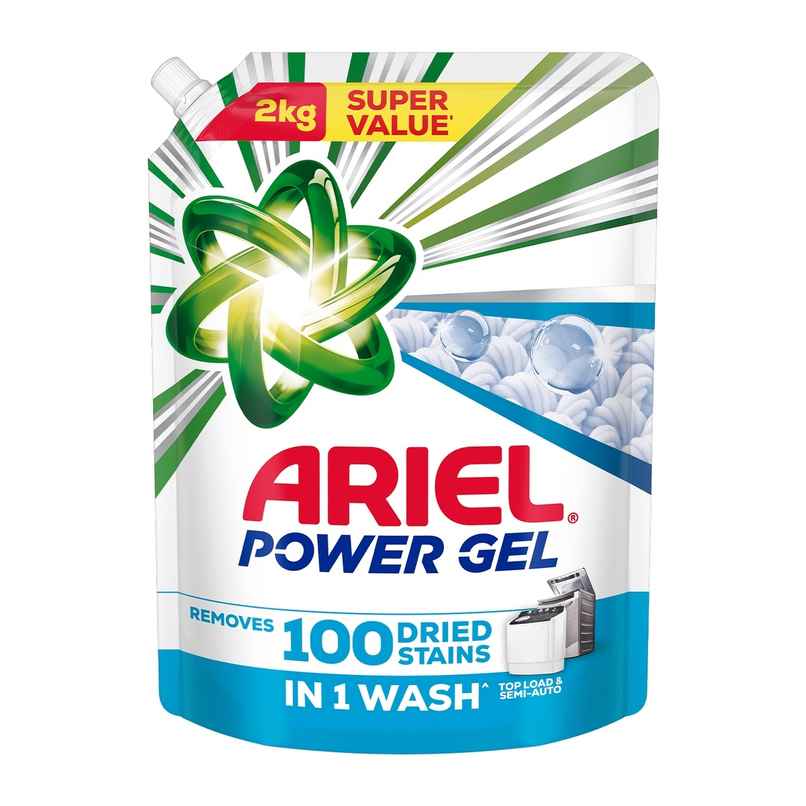 2kg
SUPER
VALUE'
ARIEL®
POWER GEL
REMOVES 100 DRIED
STAINS
IN 1 WASH^
TOP LOAD &
SEMI-AUTO